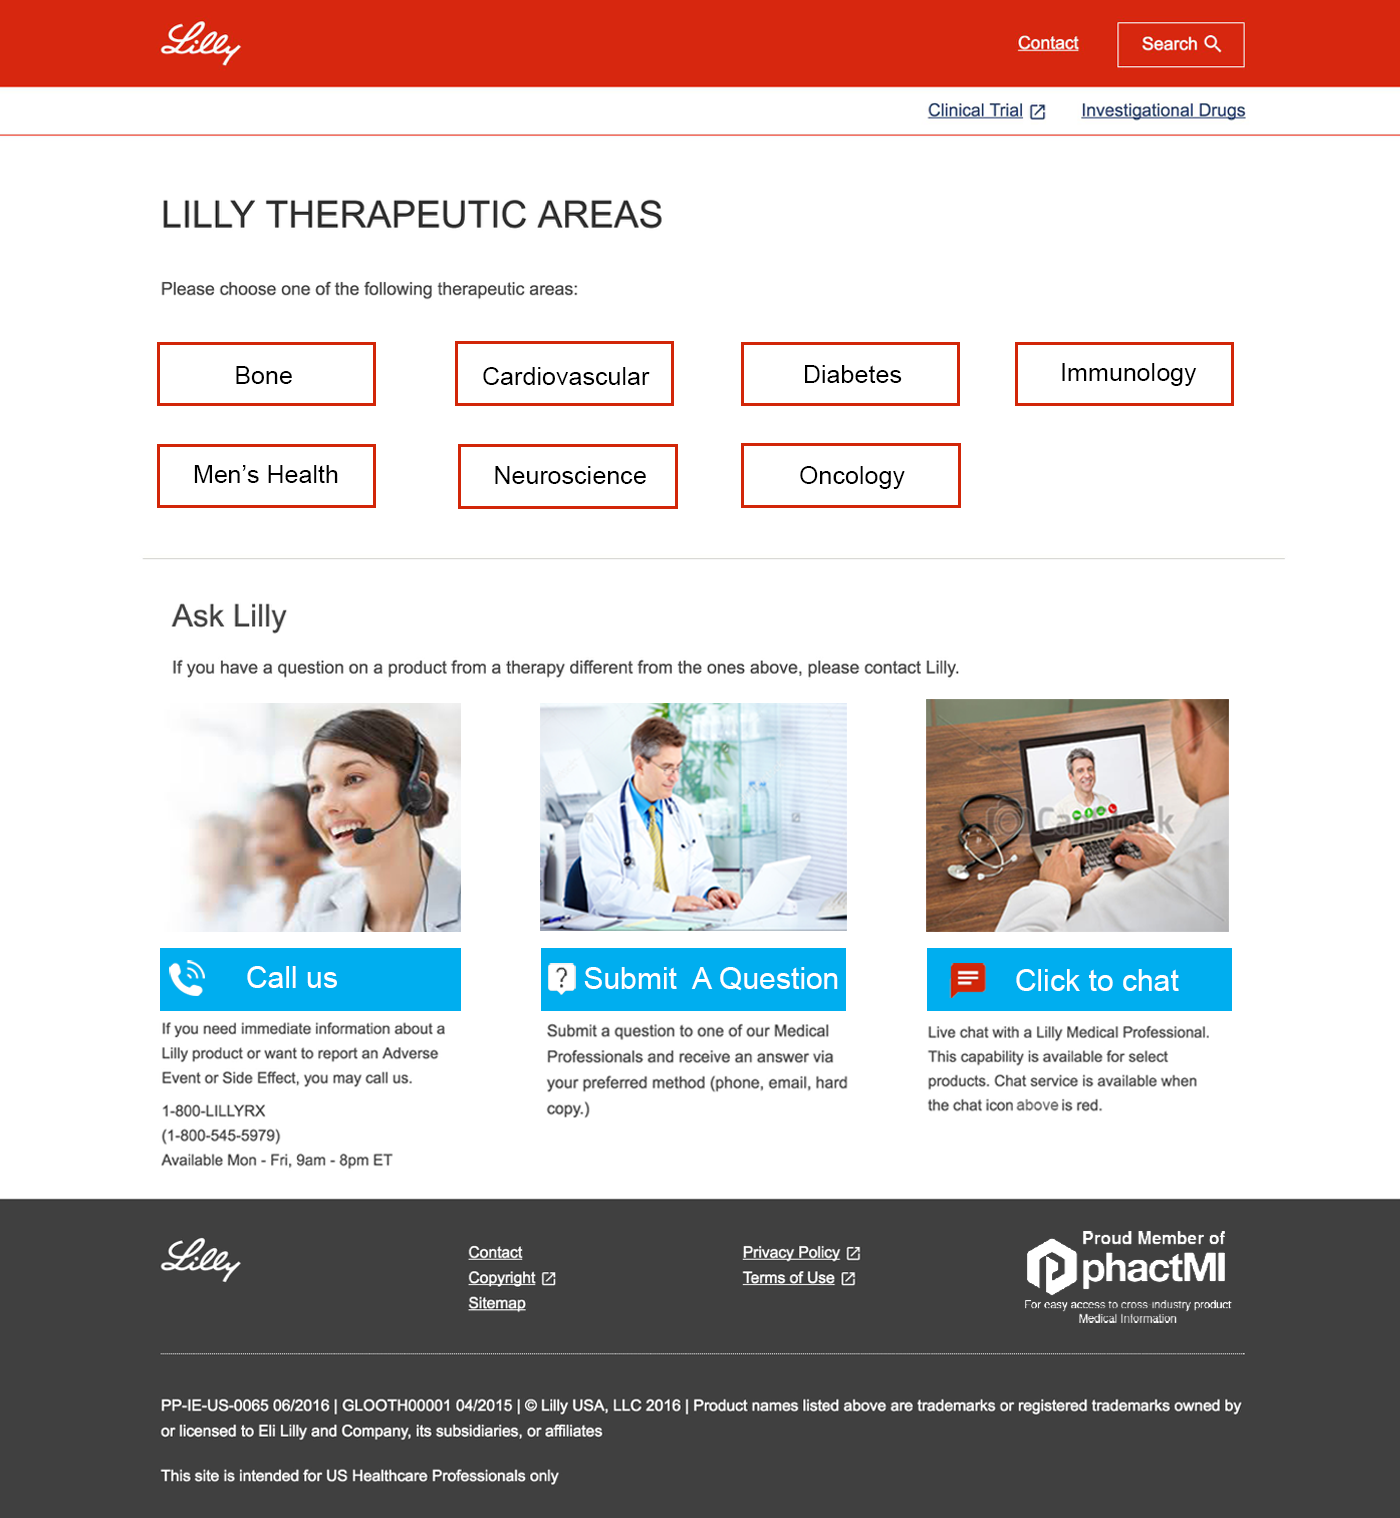 Lilly
Contact
Search
Clinical Trial
Investigational Drugs
LILLY THERAPEUTIC AREAS
Please choose one of the following therapeutic areas:
Bone
Cardiovascular
Diabetes
Immunology
Men's Health
Neuroscience
Oncology
Ask Lilly
If you have a question on a product from a therapy different from the ones above, please contact Lilly.
CanStock
Call us
If you need immediate information about a
Lilly product or want to report an Adverse
Event or Side Effect, you may call us.
1-800-LILLYRX
(1-800-545-5979)
Available Mon - Fri, 9am - 8pm ET
? Submit A Question
Submit a question to one of our Medical
Professionals and receive an answer via
your preferred method (phone, email, hard
copy.)
Click to chat
Live chat with a Lilly Medical Professional.
This capability is available for select
products. Chat service is available when
the chat icon above is red.
Lilly
Contact
Copyright
Sitemap
Privacy Policy
Terms of Use
Proud Member of
phactMI
For easy access to cross-industry product
Medical Information
PP-IE-US-0065 06/2016 | GLOOTH00001 04/2015 | © Lilly USA, LLC 2016 | Product names listed above are trademarks or registered trademarks owned by
or licensed to Eli Lilly and Company, its subsidiaries, or affiliates
This site is intended for US Healthcare Professionals only